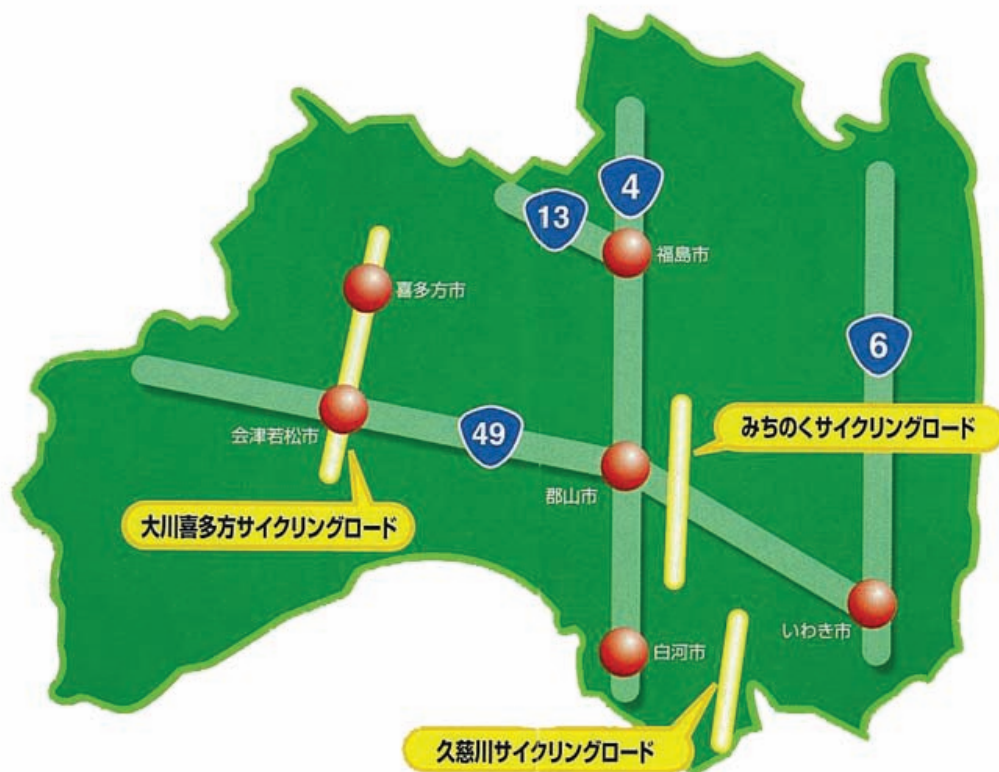 4
13
福島市
喜多方市
6
会津若松市
49
みちのくサイクリングロード
郡山市
大川喜多方サイクリングロード
いわき市
白河市
久慈川サイクリングロード